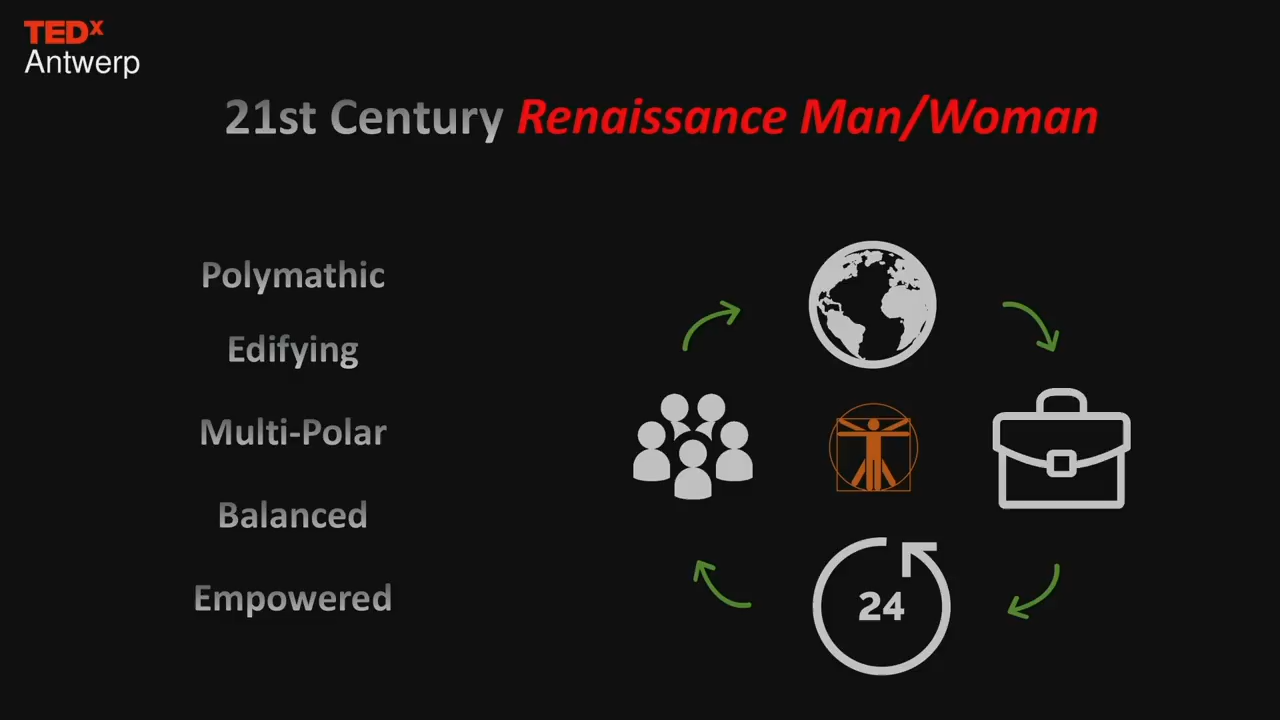 TEDx
Antwerp
21st Century Renaissance Man/Woman
Polymathic
Edifying
Multi-Polar
Balanced
Empowered
24